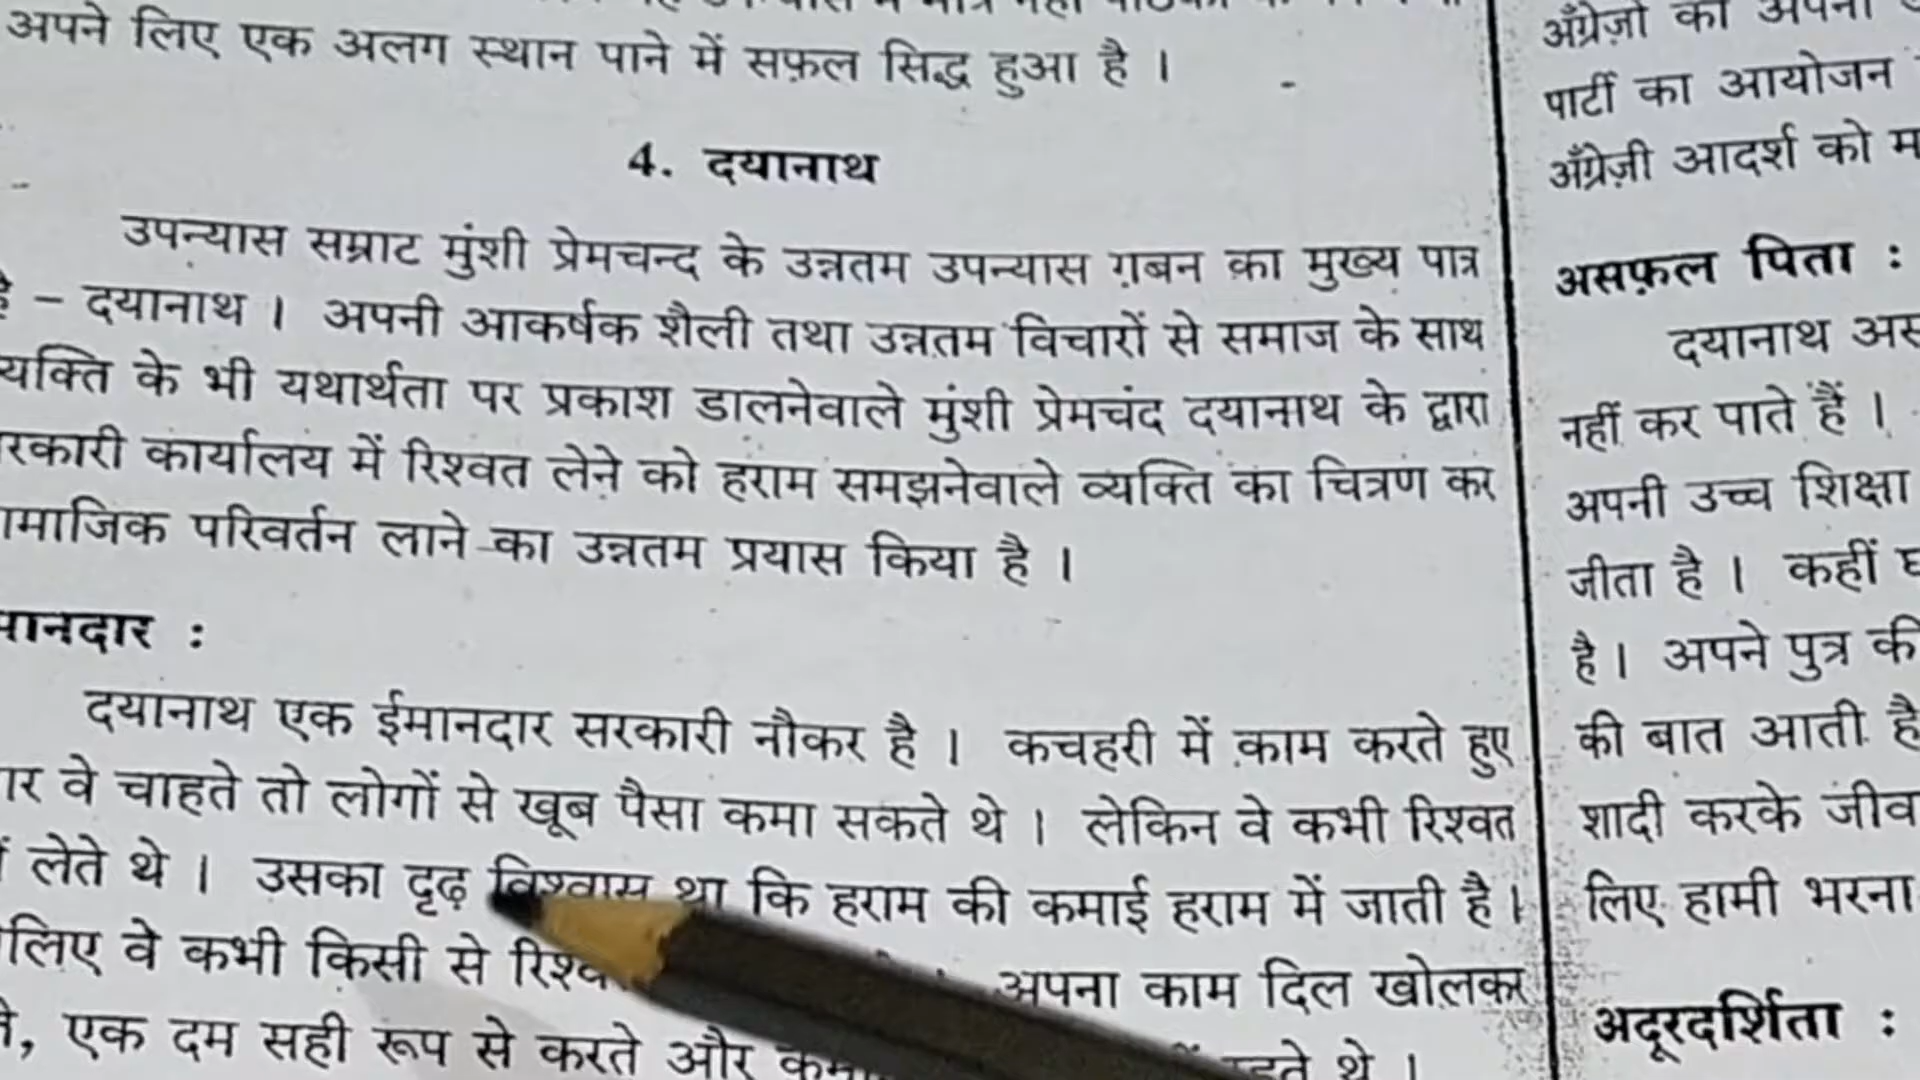 अपने लिए एक अलग स्थान पाने में सफ़ल सिद्ध हुआ है ।
4. दयानाथ
उपन्यास सम्राट मुंशी प्रेमचन्द के उन्नतम उपन्यास ग़बन का मुख्य पात्र
है – दयानाथ । अपनी आकर्षक शैली तथा उन्नतम विचारों से समाज के साथ
यक्ति के भी यथार्थता पर प्रकाश डालनेवाले मुंशी प्रेमचंद दयानाथ के द्वारा
रकारी कार्यालय में रिश्वत लेने को हराम समझनेवाले व्यक्ति का चित्रण कर
ामाजिक परिवर्तन लाने का उन्नतम प्रयास किया है ।
मानदार :
दयानाथ एक ईमानदार सरकारी नौकर है । कचहरी में काम करते हुए
वे चाहते तो लोगों से खूब पैसा कमा सकते थे । लेकिन वे कभी रिश्वत
लेते थे । उसका दृढ़ विश्वास था कि हराम की कमाई हराम में जाती है ।
लिए वे कभी किसी से अपना काम दिल खोलकर
एक दम सही रूप से करते और थे ।
अँग्रेज़ों को अपनी
पार्टी का आयोजन
अँग्रेज़ी आदर्श को
असफ़ल पिता :
दयानाथ
नहीं कर पाते हैं ।
अपनी उच्च शिक्षा
जीता है । कहीं
है । अपने पुत्र की
की बात आती है
शादी करके
लिए हामी भरना
अदूरदर्शिता :